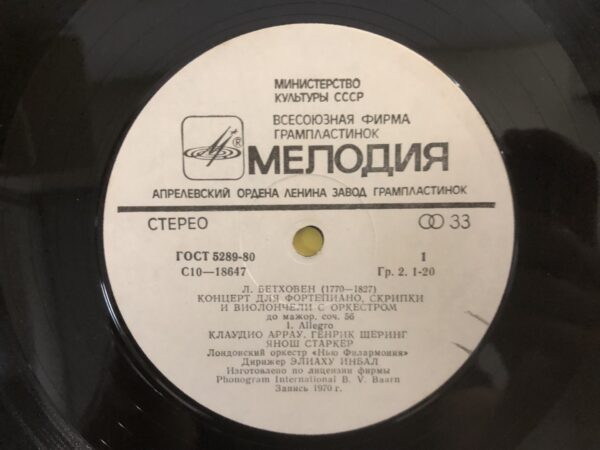 МИНИСТЕРСТВО
КУЛЬТУРЫ СССР
ВСЕСОЮЗНАЯ ФИРМА
ГРАМПЛАСТИНОК
® МЕЛОДИЯ
АПРЕЛЕВСКИЙ ОРДЕНА ЛЕНИНА ЗАВОД ГРАМПЛАСТИНОК
СТЕРЕО 33
ГОСТ 5289-80 1
С10—18647 Гр. 2. 1-20
Л. БЕТХОВЕН (1770—1827)
КОНЦЕРТ ДЛЯ ФОРТЕПИАНО, СКРИПКИ
И ВИОЛОНЧЕЛИ С ОРКЕСТРОМ
до мажор, соч. 56
1. Allegro
КЛАУДИО АРРАУ, ГЕНРИК ШЕРИНГ
ЯНОШ СТАРКЕР
Лондовский оркестр «Нью Филармония»
Дирижер ЭЛИАХУ ИНБАЛ
Изготовлено по лицензии фирмы
Phonogram International B. V. Baarn
Запись 1970 г.